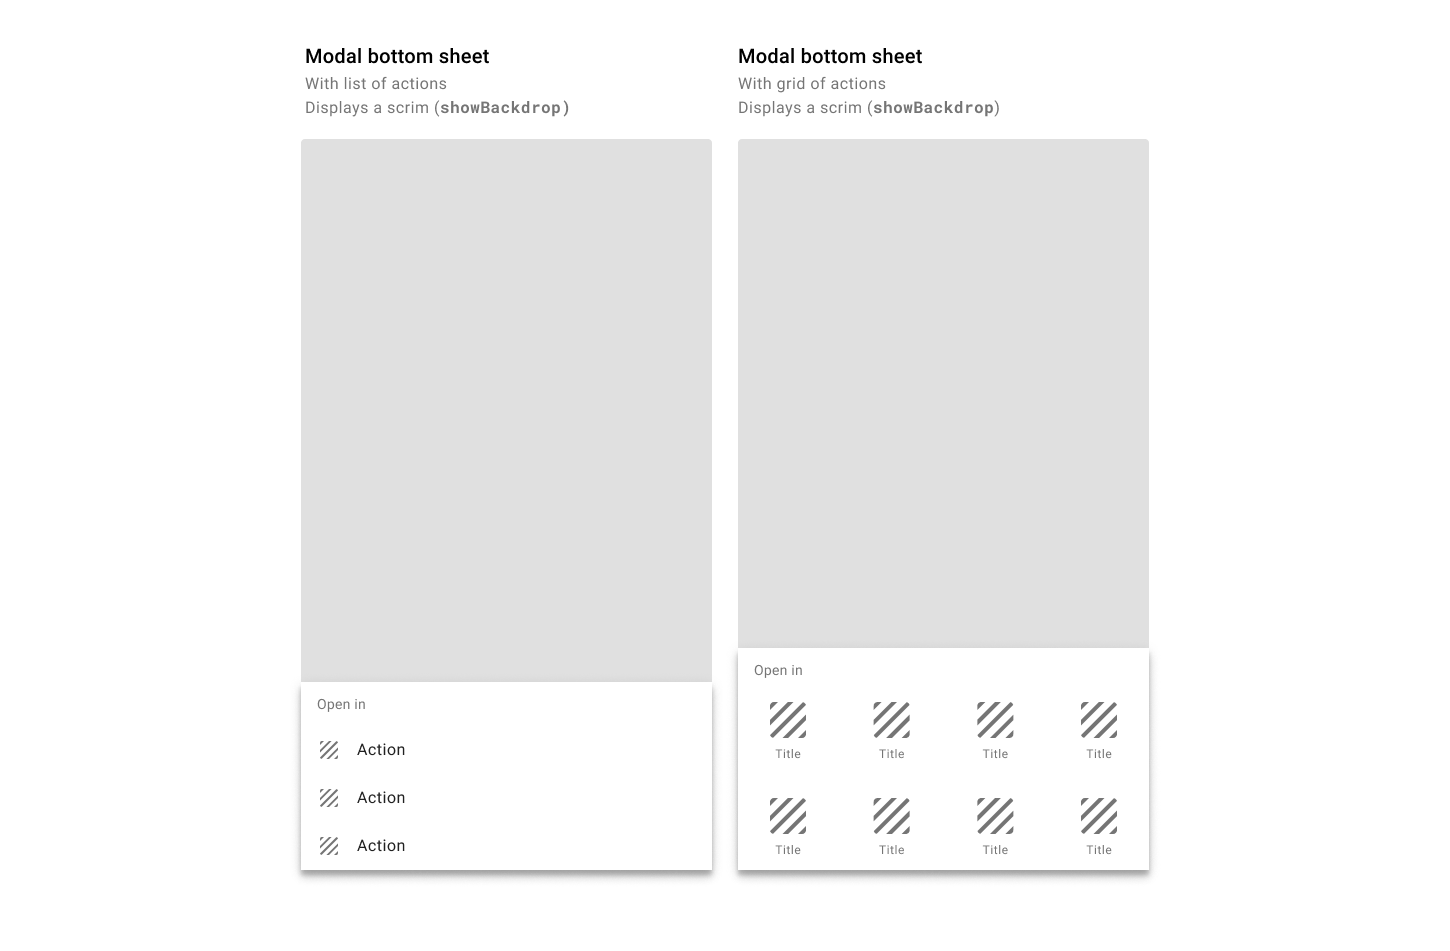 Modal bottom sheet
With list of actions
Displays a scrim (showBackdrop)
Open in
Action
Action
Action
Modal bottom sheet
With grid of actions
Displays a scrim (showBackdrop)
Open in
Title Title Title Title
Title Title Title Title